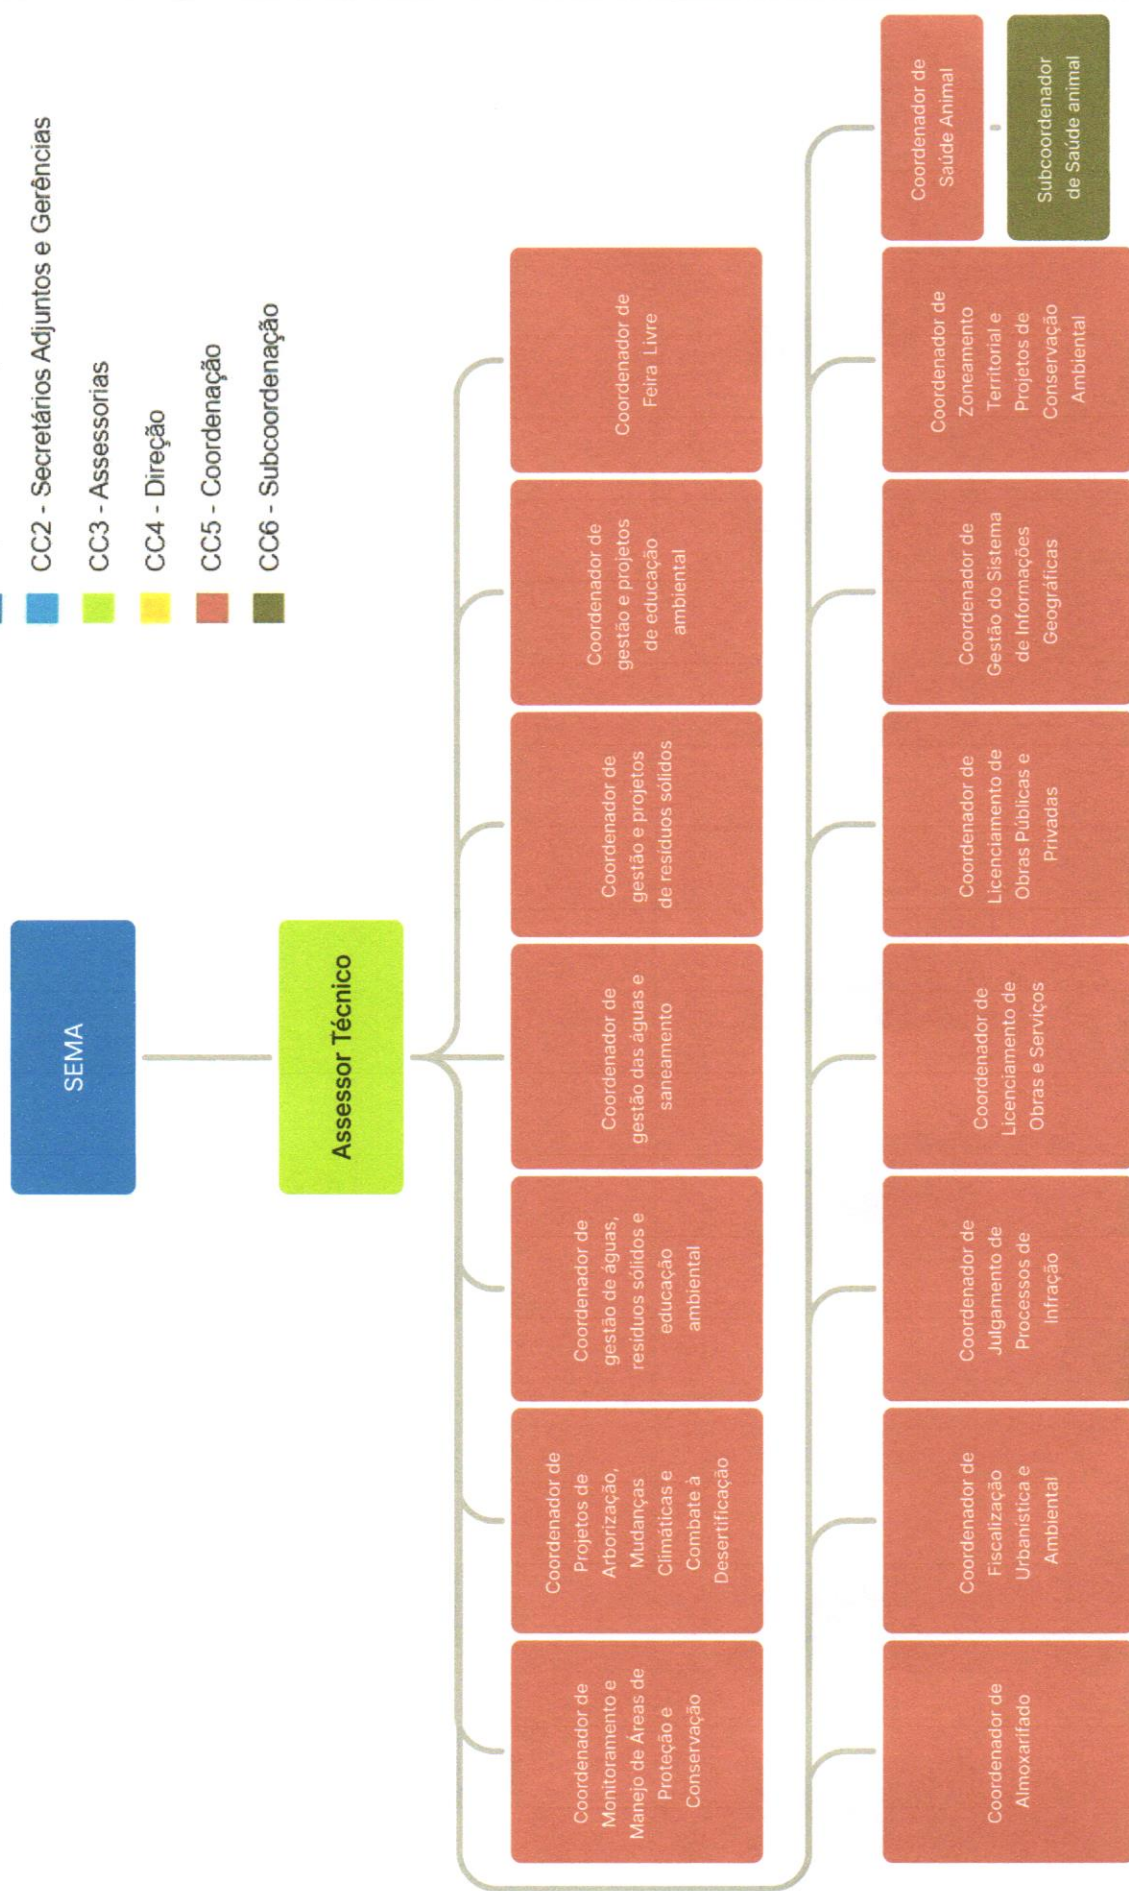 CC2 - Secretários Adjuntos e Gerências
CC3 - Assessorias
CC4 - Direção
CC5 - Coordenação
CC6 - Subcoordenação
SEMA
Assessor Técnico
Coordenador de
Monitoramento e
Manejo de Áreas de
Proteção e
Conservação
Coordenador de
Projetos de
Arborização,
Mudanças
Climáticas e
Combate à
Desertificação
Coordenador de
gestão de águas,
resíduos sólidos e
educação
ambiental
Coordenador de
gestão das águas e
saneamento
Coordenador de
gestão e projetos
de resíduos sólidos
Coordenador de
gestão e projetos
de educação
ambiental
Coordenador de
Feira Livre
Coordenador de
Almoxarifado
Coordenador de
Fiscalização
Urbanística e
Ambiental
Coordenador de
Julgamento de
Processos de
Infração
Coordenador de
Licenciamento de
Obras e Serviços
Coordenador de
Licenciamento de
Obras Públicas e
Privadas
Coordenador de
Gestão do Sistema
de Informações
Geográficas
Coordenador de
Zoneamento
Territorial e
Projetos de
Conservação
Ambiental
Coordenador de
Saúde Animal
Subcoordenador
de Saúde animal